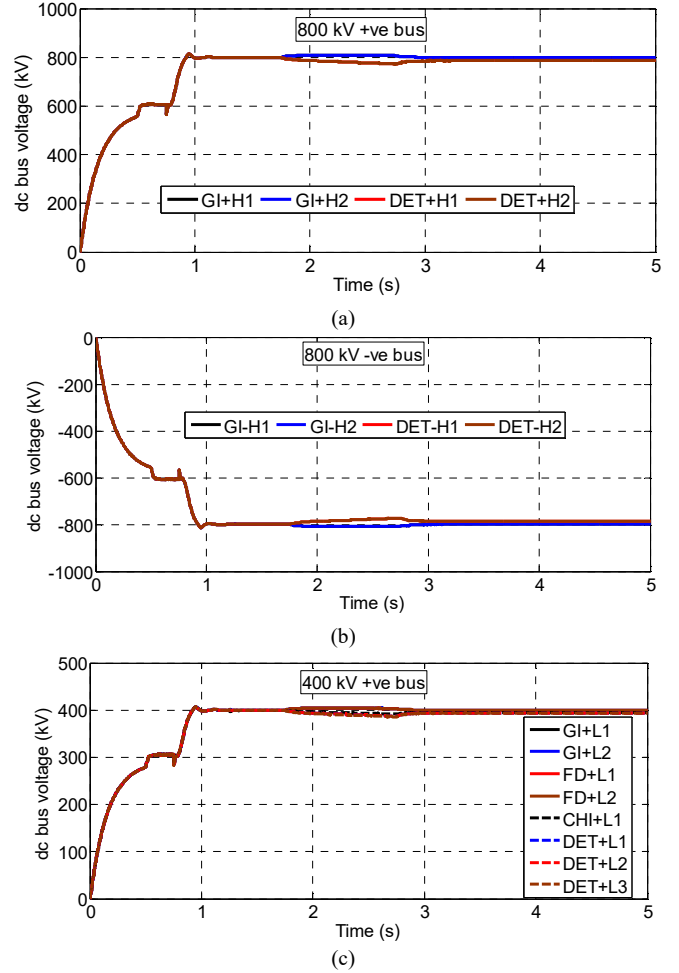 1000
800 kV +ve bus
800
600
400
200
0
dc bus voltage (kV)
GI+H1 GI+H2 DET+H1 DET+H2
0 1 2 3 4 5
Time (s)
(a)
0
800 kV -ve bus
-200
-400
-600
-800
-1000
dc bus voltage (kV)
GI-H1 GI-H2 DET-H1 DET-H2
0 1 2 3 4 5
Time (s)
(b)
500
400 kV +ve bus
400
300
200
100
0
dc bus voltage (kV)
GI+L1
GI+L2
FD+L1
FD+L2
CHI+L1
DET+L1
DET+L2
DET+L3
0 1 2 3 4 5
Time (s)
(c)